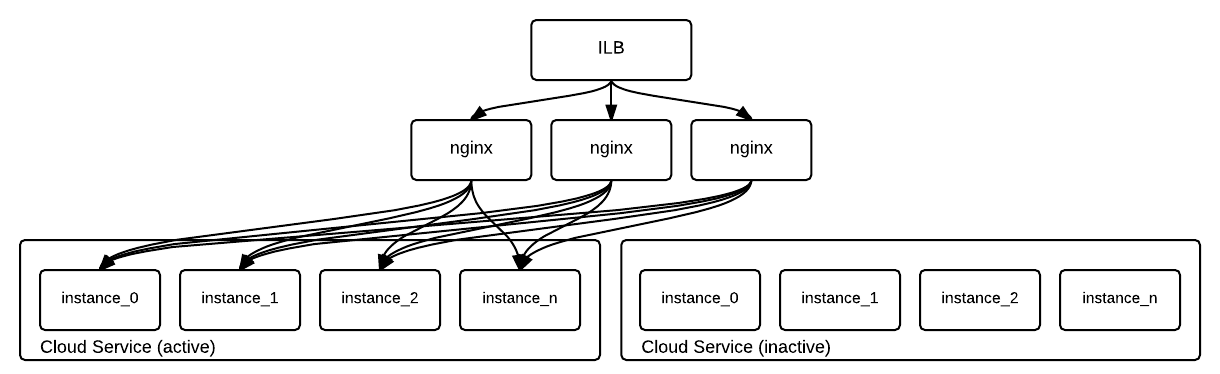 ILB
nginx nginx nginx
instance_0 instance_1 instance_2 instance_n
Cloud Service (active)
instance_0 instance_1 instance_2 instance_n
Cloud Service (inactive)